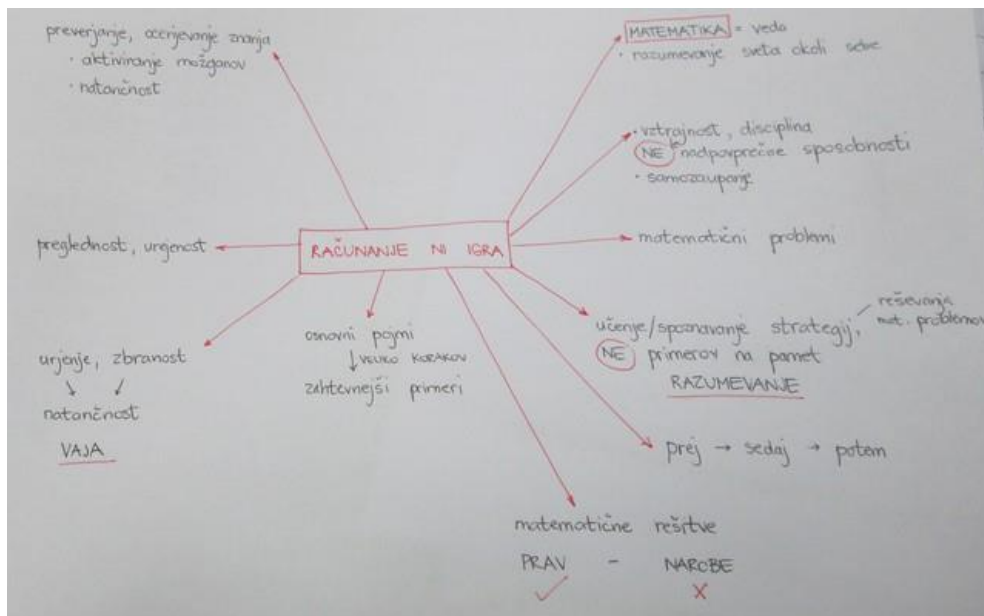 preverjanje, ocenjevanje znanja
· aktiviranje možganov
· natančnost
MATEMATIKA = veda
· razumevanje sveta okoli sebe
· vztrajnost, disciplina
NE nadpovprečne sposobnosti
· samozaupanje
preglednost, urejenost
RAČUNANJE NI IGRA
matematični problemi
urjenje, zbranost
natančnost
VAJA
osnovni pojmi
VELIKO KORAKOV
zahtevnejši primeri
učenje/spoznavanje strategij,
reševanja
mat. problemov
NE primerov na pamet
RAZUMEVANJE
prej → sedaj → potem
matematične rešitve
PRAV - NAROBE
✓ X